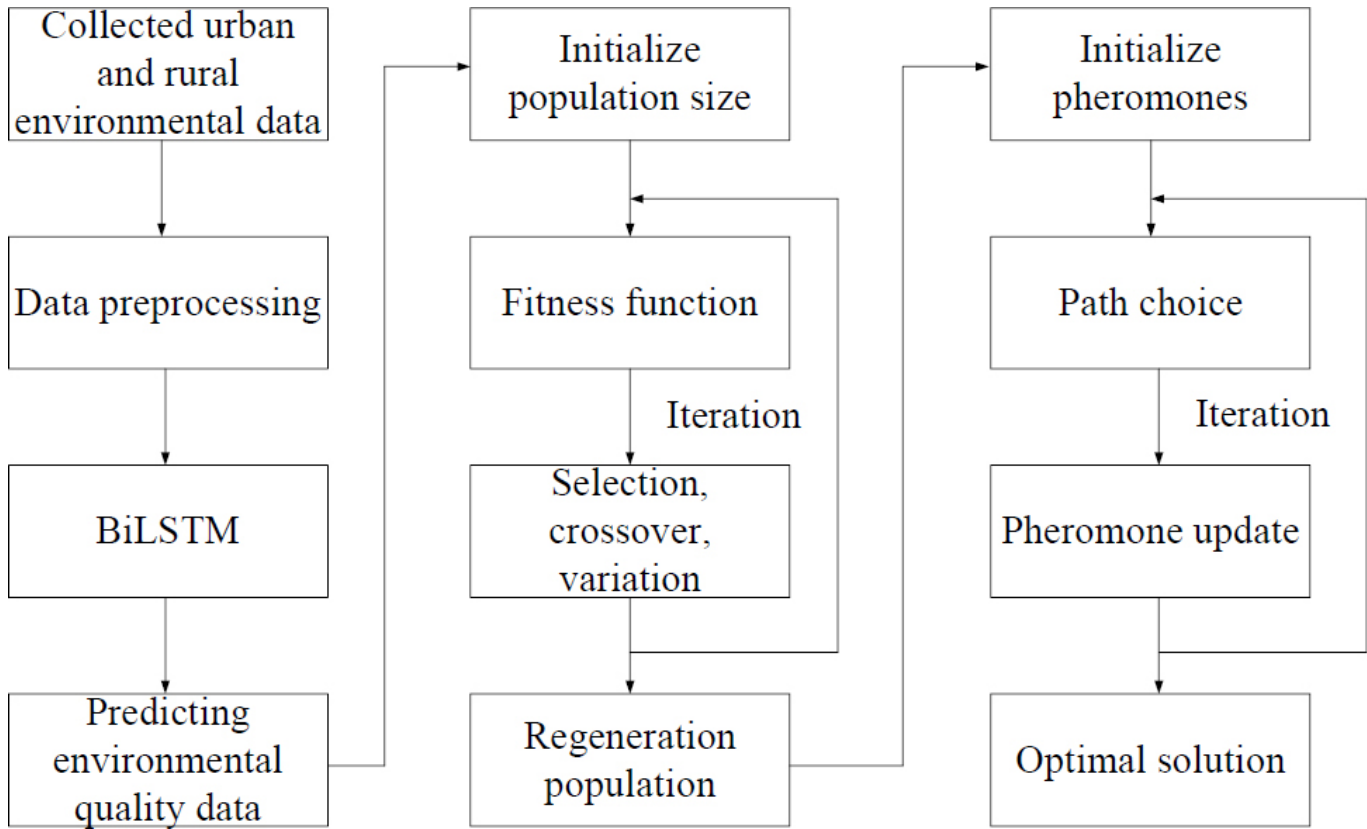 Collected urban
and rural
environmental data
Data preprocessing
BiLSTM
Predicting
environmental
quality data
Initialize
population size
Fitness function
Iteration
Selection,
crossover,
variation
Regeneration
population
Initialize
pheromones
Path choice
Iteration
Pheromone update
Optimal solution